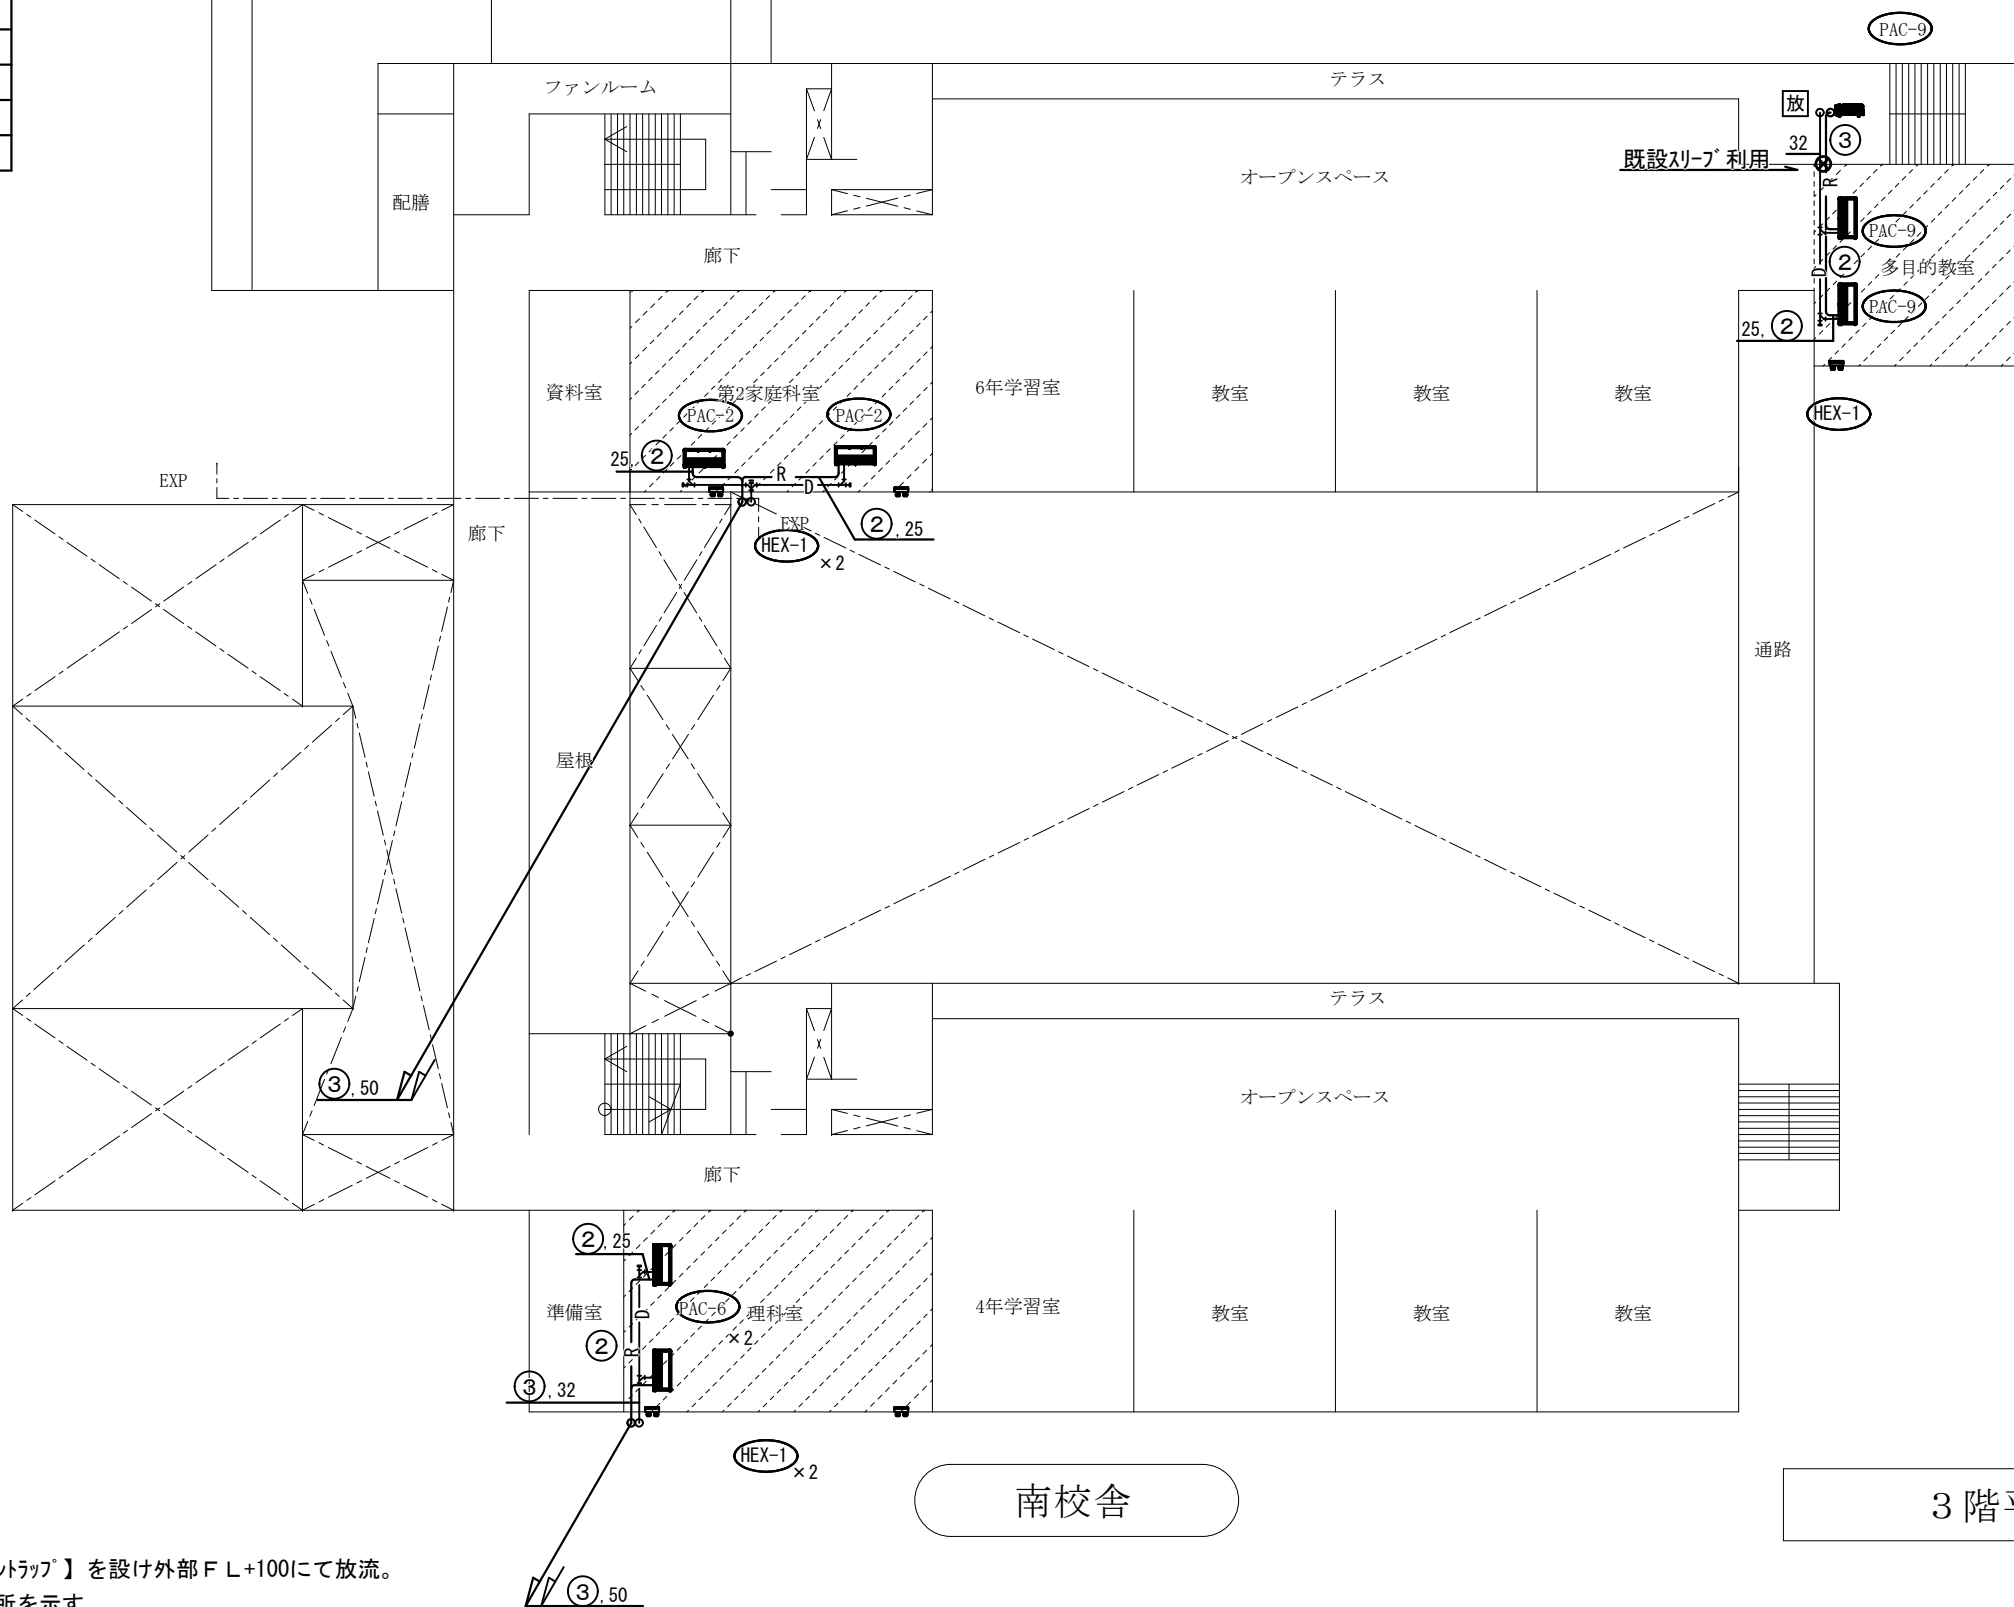 PAC-9
ファンルーム
テラス
放
32
③
既設ｽﾘｰﾌﾞ利用
R
配膳
オープンスペース
PAC-9
廊下
②
D
多目的教室
PAC-9
25,②
資料室
第2家庭科室
6年学習室
教室
教室
教室
PAC-2
PAC-2
HEX-1
25,②
R
D
EXP
EXP
②,25
廊下
HEX-1
×2
通路
屋根
テラス
③,50
オープンスペース
廊下
②,25
準備室
D
PAC-6
理科室
×2
4年学習室
教室
教室
教室
②
R
③,32
HEX-1
×2
南校舎
3階
ﾄﾗｯﾌﾟ】を設け外部ＦＬ+100にて放流。
所を示す
③,50